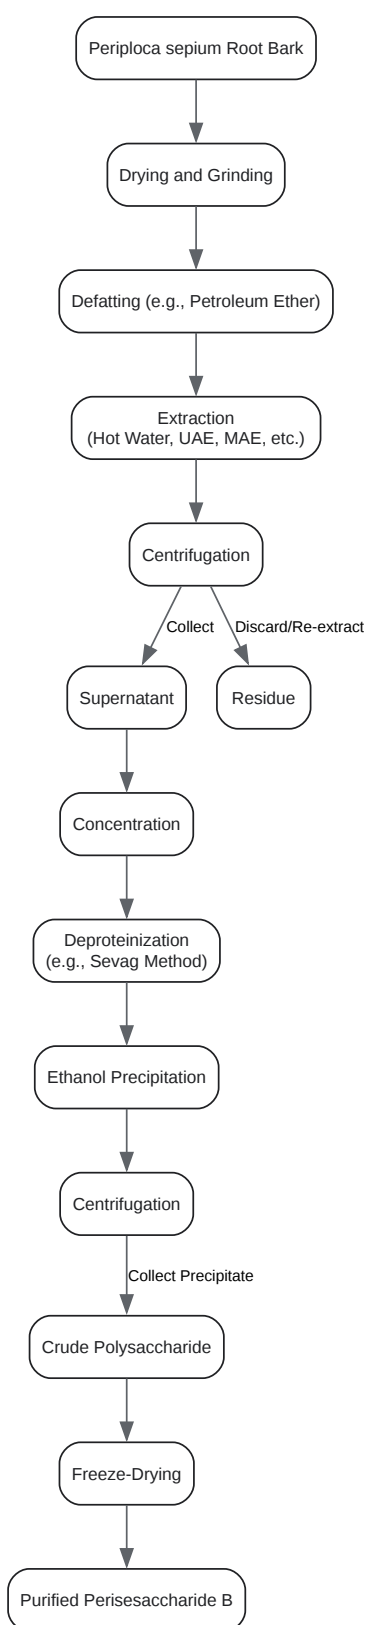 Periploca sepium Root Bark
Drying and Grinding
Defatting (e.g., Petroleum Ether)
Extraction
(Hot Water, UAE, MAE, etc.)
Centrifugation
Collect
Discard/Re-extract
Supernatant
Residue
Concentration
Deproteinization
(e.g., Sevag Method)
Ethanol Precipitation
Centrifugation
Collect Precipitate
Crude Polysaccharide
Freeze-Drying
Purified Perisesaccharide B